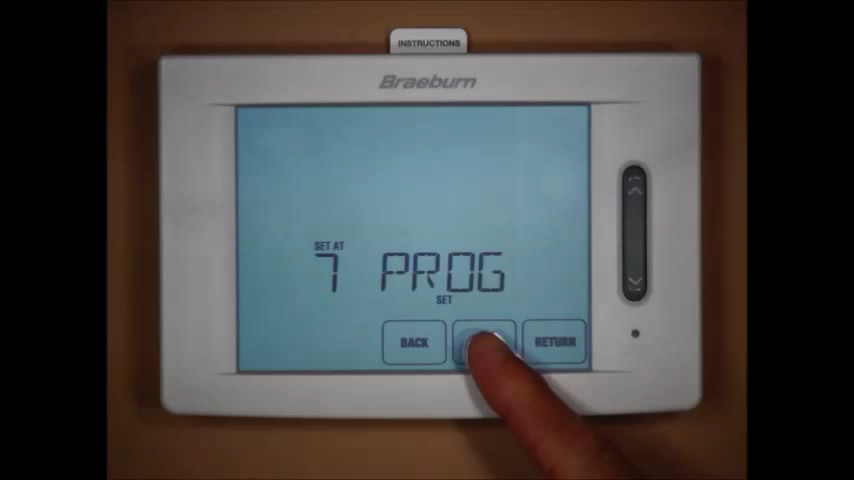 INSTRUCTIONS
Braeburn
SET AT
7 PROG
SET
BACK RETURN